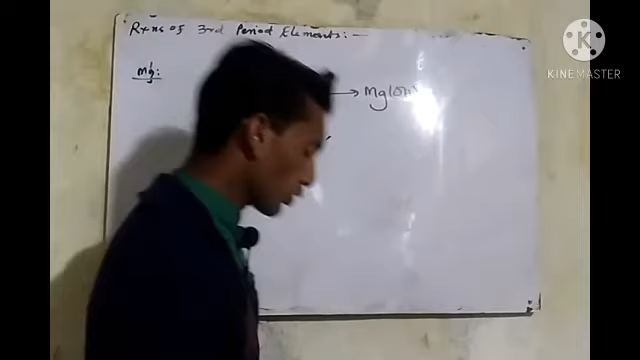 Rxns of 3rd Period Elements:-
Mg:
→ Mg(OH)
KINEMASTER